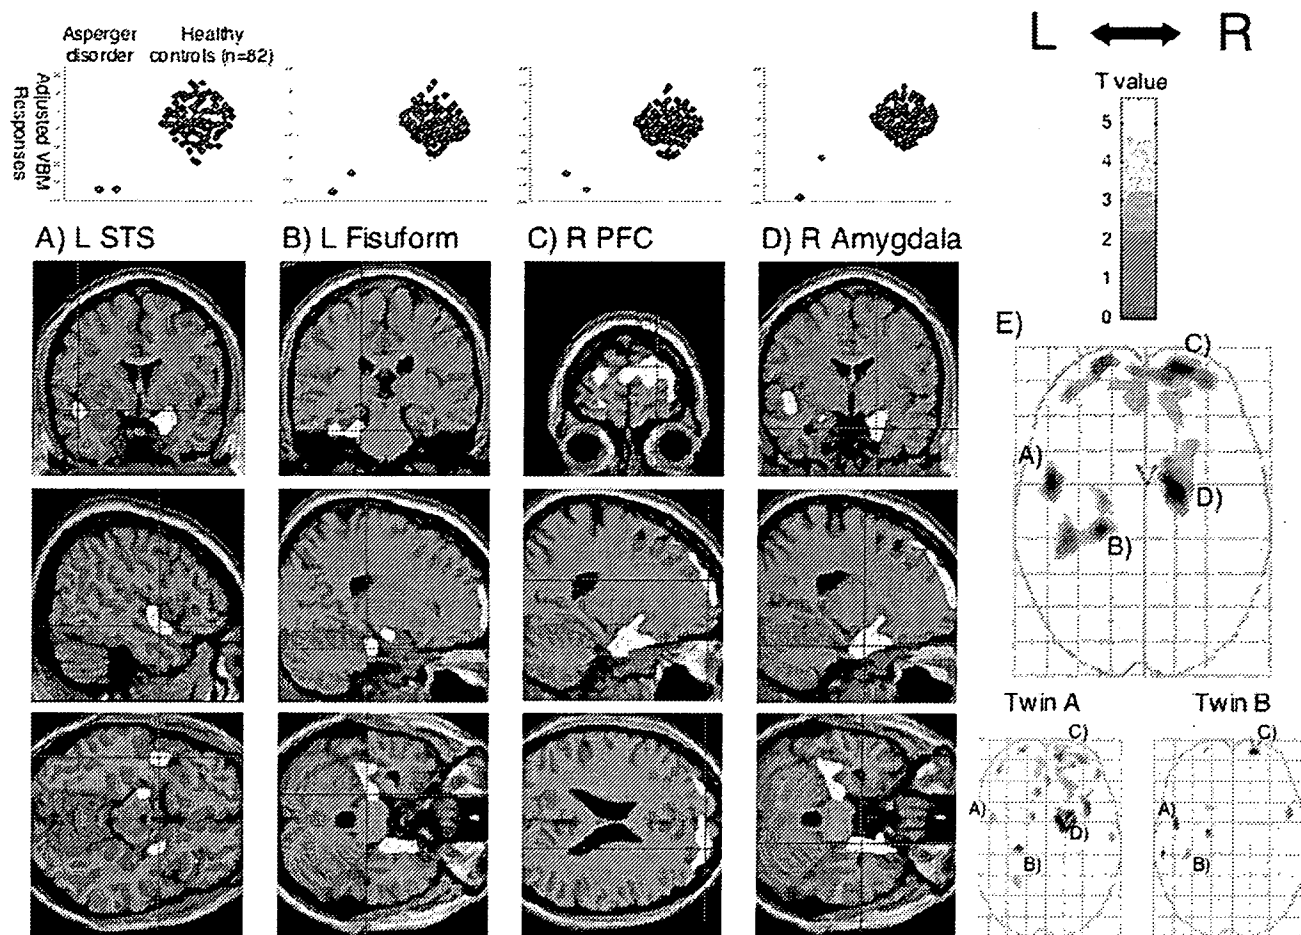 Asperger
disorder
Healthy
controls (n=82)
Adjusted VBM
Responses
L R
T value
5
4
3
2
1
0
A) L STS
B) L Fisuform
C) R PFC
D) R Amygdala
E)
C)
A)
D)
B)
Twin A
Twin B
C)
C)
A)
D)
B)
A)
B)